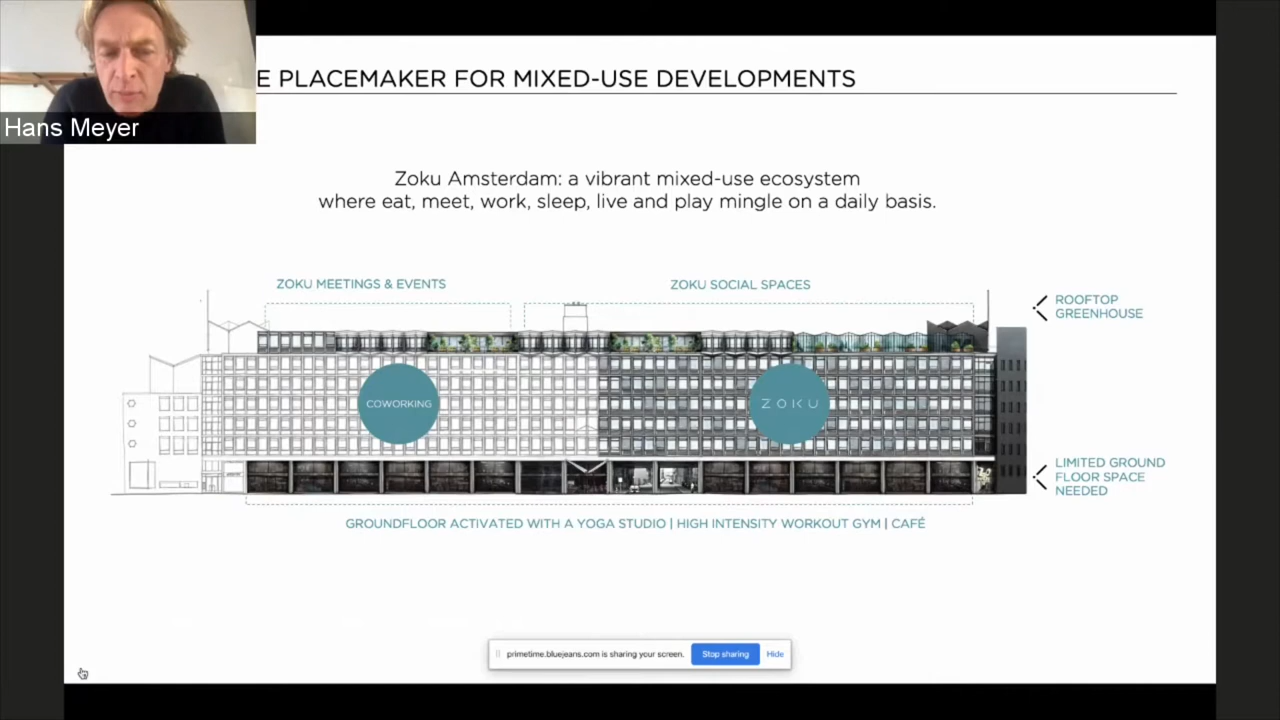 Hans Meyer
E PLACEMAKER FOR MIXED-USE DEVELOPMENTS
Zoku Amsterdam: a vibrant mixed-use ecosystem
where eat, meet, work, sleep, live and play mingle on a daily basis.
ZOKU MEETINGS & EVENTS
ZOKU SOCIAL SPACES
ROOFTOP
GREENHOUSE
COWORKING
ZOKU
LIMITED GROUND
FLOOR SPACE
NEEDED
GROUNDFLOOR ACTIVATED WITH A YOGA STUDIO | HIGH INTENSITY WORKOUT GYM | CAFÉ
primetime.bluejeans.com is sharing your screen.
Stop sharing
Hide